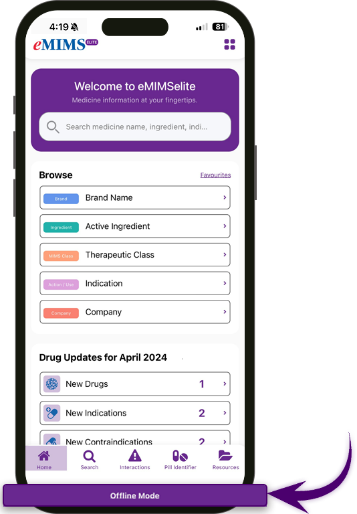 4:19
81
eMIMS ELITE
Welcome to eMIMSelite
Medicine information at your fingertips.
Search medicine name, ingredient, indi...
Browse
Favourites
Brand
Brand Name
Ingredient
Active Ingredient
MIMS Class
Therapeutic Class
Indication
Company
Company
Drug Updates for April 2024
New Drugs
1
New Indications
2
New Contraindications
2
Home
Search
Interactions
Pill Identifier
Resources
Offline Mode